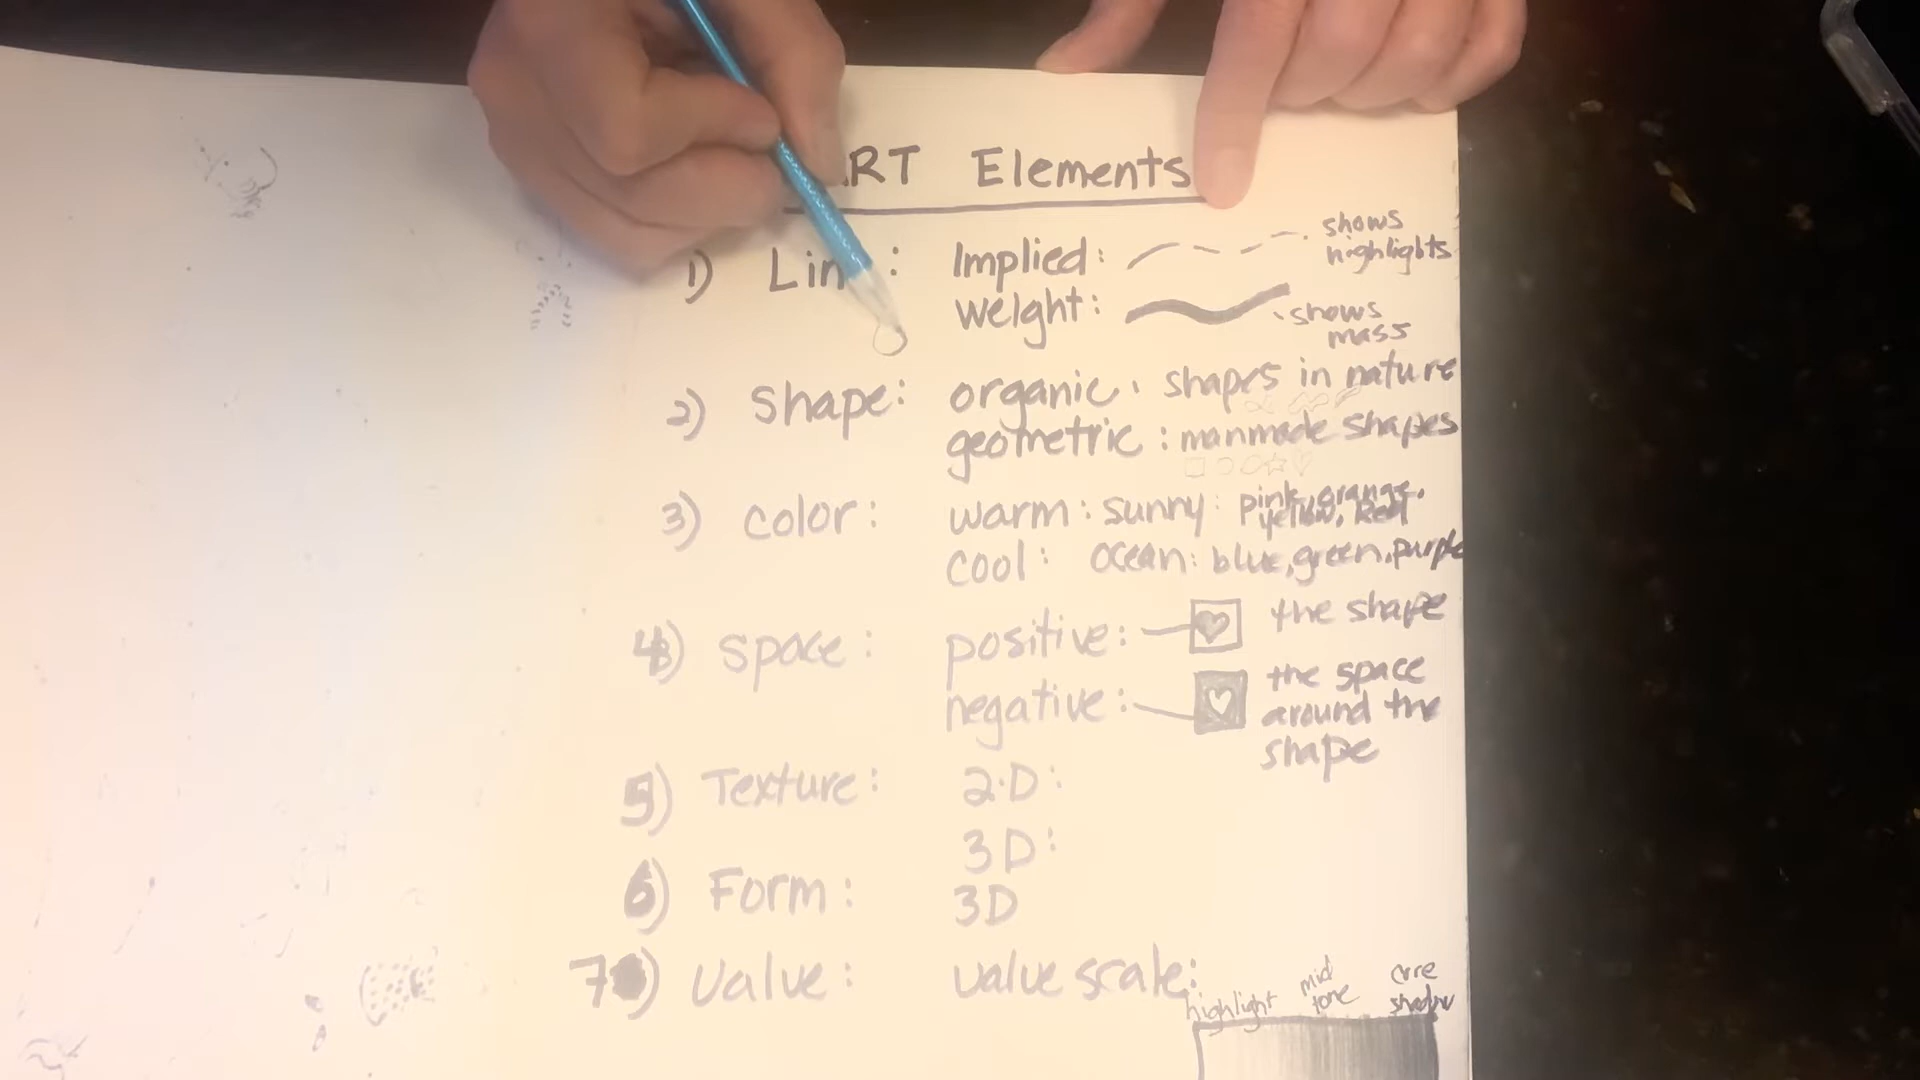 ART Elements
1) Lin : Implied: shows highlights
weight: shows mass
2) Shape: organic: shapes in nature
geometric: manmade shapes
3) color: warm: sunny: pink, orange, yellow, Red
cool: ocean: blue, green, purple
4) space: positive: the shape
negative: the space around the shape
5) Texture: 2.D:
3D:
6) Form: 3D
7) Value: value scale:
highlight mid tone core shadow